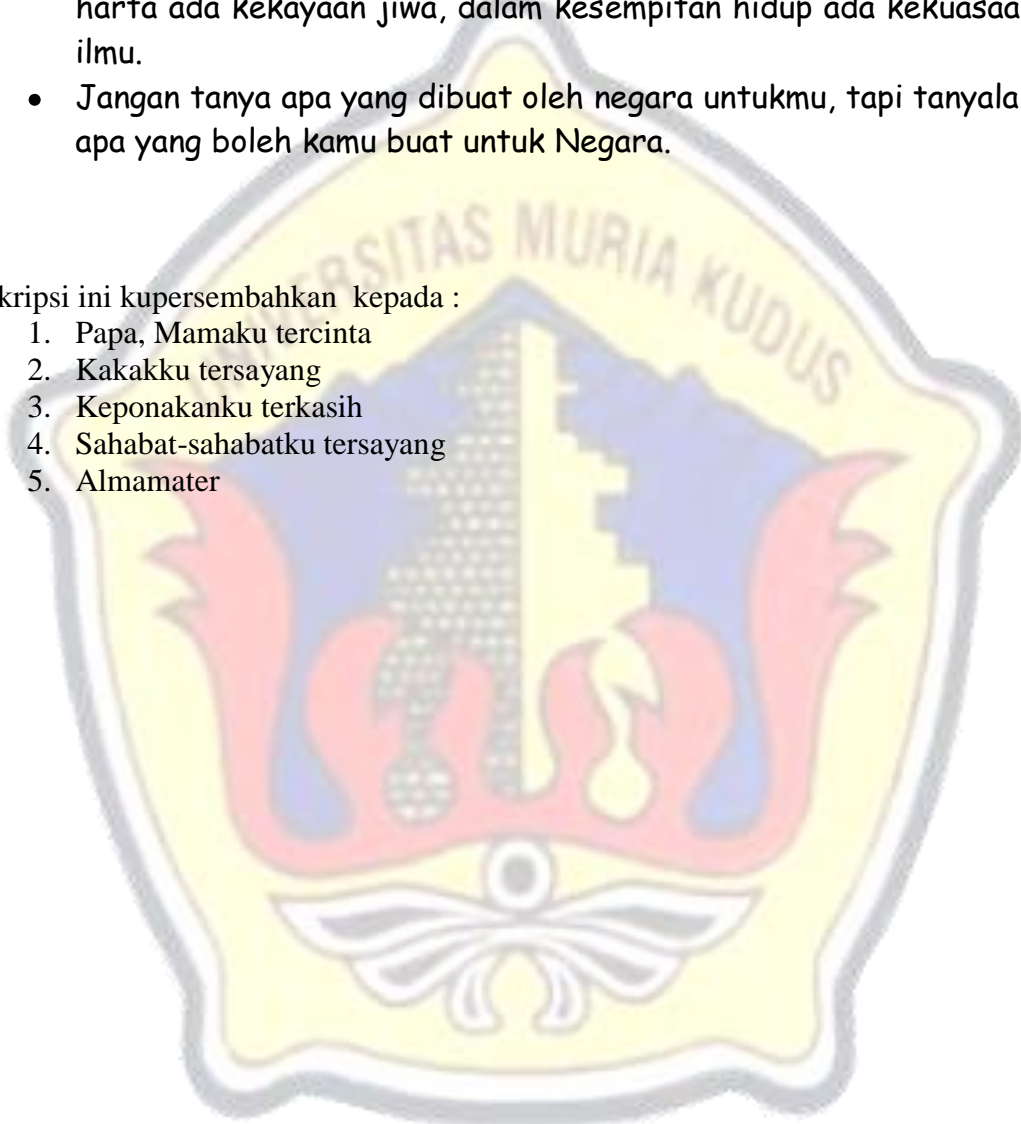 harta ada kekayaan jiwa, dalam kesempitan hidup ada kekuasaa
ilmu.
• Jangan tanya apa yang dibuat oleh negara untukmu, tapi tanyala
apa yang boleh kamu buat untuk Negara.
UNIVERSITAS MURIA KUDUS
kripsi ini kupersembahkan kepada :
1. Papa, Mamaku tercinta
2. Kakakku tersayang
3. Keponakanku terkasih
4. Sahabat-sahabatku tersayang
5. Almamater